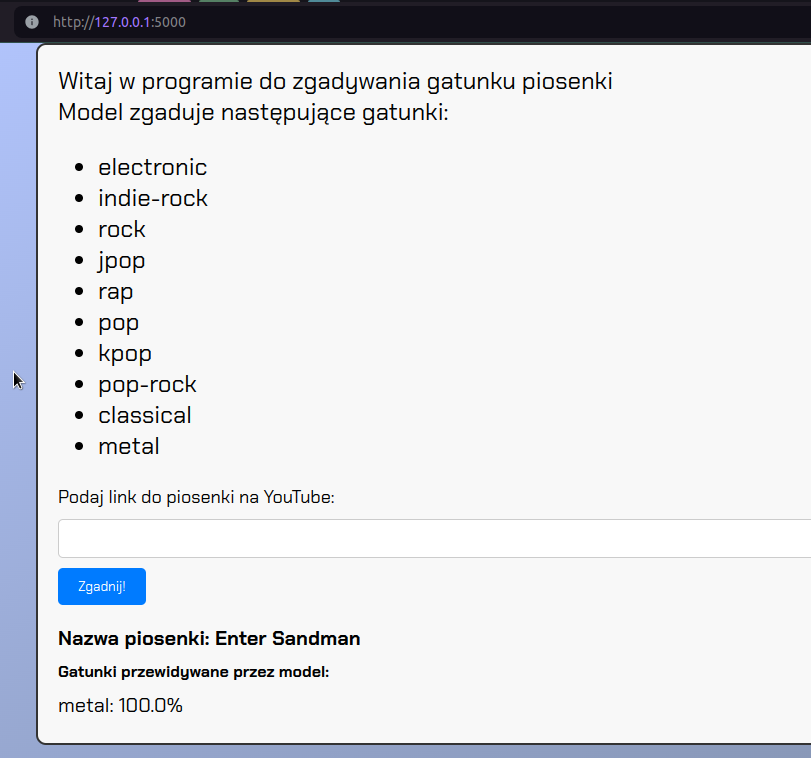 http://127.0.0.1:5000
Witaj w programie do zgadywania gatunku piosenki
Model zgaduje następujące gatunki:
electronic
indie-rock
rock
jpop
rap
pop
kpop
pop-rock
classical
metal
Podaj link do piosenki na YouTube:
Zgadnij!
Nazwa piosenki: Enter Sandman
Gatunki przewidywane przez model:
metal: 100.0%